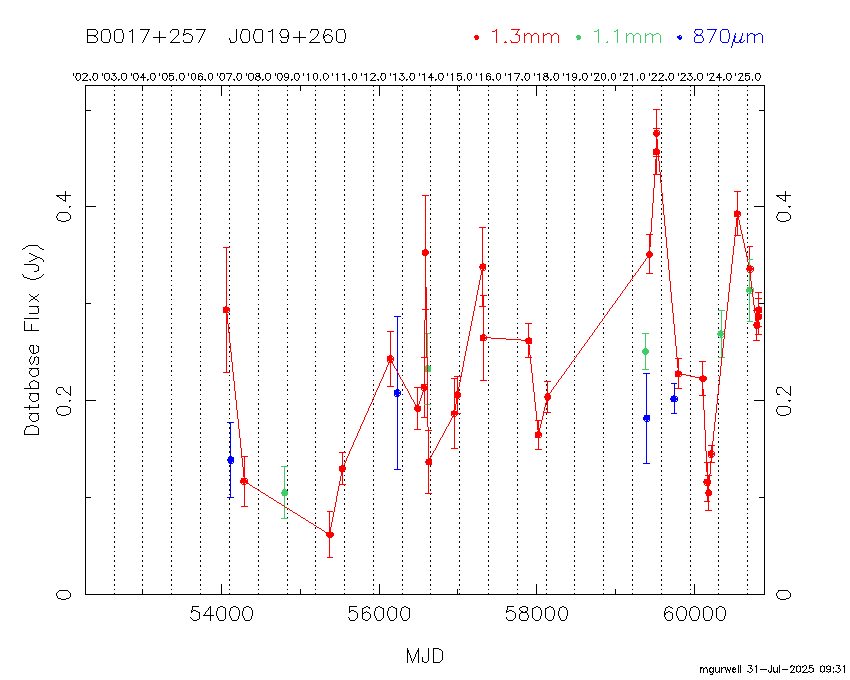 B0017+257 J0019+260 1.3mm 1.1mm 870μm
'02.0 '03.0 '04.0 '05.0 '06.0 '07.0 '08.0 '09.0 '10.0 '11.0 '12.0 '13.0 '14.0 '15.0 '16.0 '17.0 '18.0 '19.0 '20.0 '21.0 '22.0 '23.0 '24.0 '25.0
0.4 0.4
Database Flux (Jy)
0.2 0.2
0 0
54000 56000 58000 60000
MJD
mgurwell 31-Jul-2025 09:31